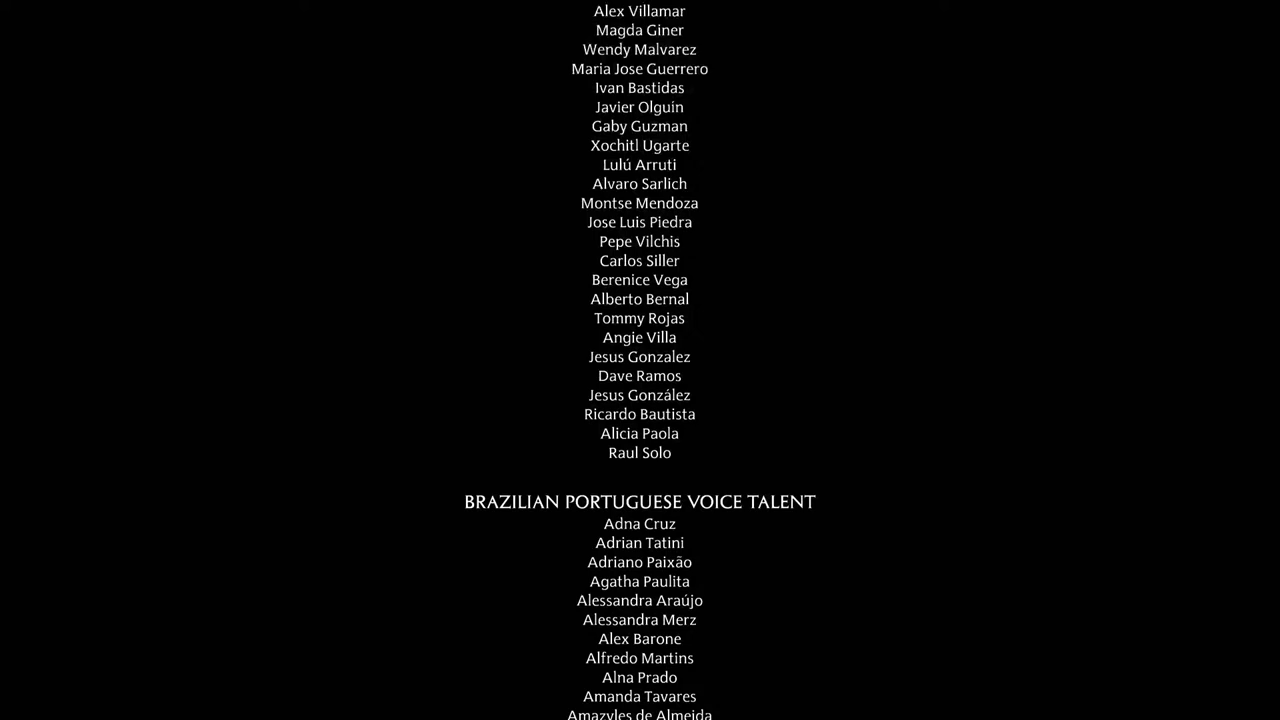 Alex Villamar
Magda Giner
Wendy Malvarez
Maria Jose Guerrero
Ivan Bastidas
Javier Olguin
Gaby Guzman
Xochitl Ugarte
Lulú Arruti
Alvaro Sarlich
Montse Mendoza
Jose Luis Piedra
Pepe Vilchis
Carlos Siller
Berenice Vega
Alberto Bernal
Tommy Rojas
Angie Villa
Jesus Gonzalez
Dave Ramos
Jesus González
Ricardo Bautista
Alicia Paola
Raul Solo
BRAZILIAN PORTUGUESE VOICE TALENT
Adna Cruz
Adrian Tatini
Adriano Paixão
Agatha Paulita
Alessandra Araújo
Alessandra Merz
Alex Barone
Alfredo Martins
Alna Prado
Amanda Tavares
Amazyles de Almeida